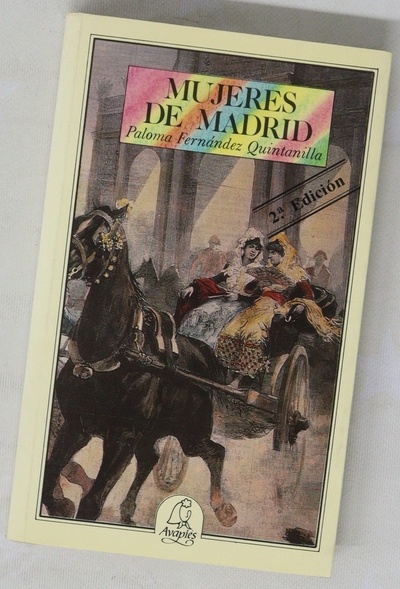 MUJERES
DE MADRID
Paloma Fernández Quintanilla
2.ª Edición
Avapiés